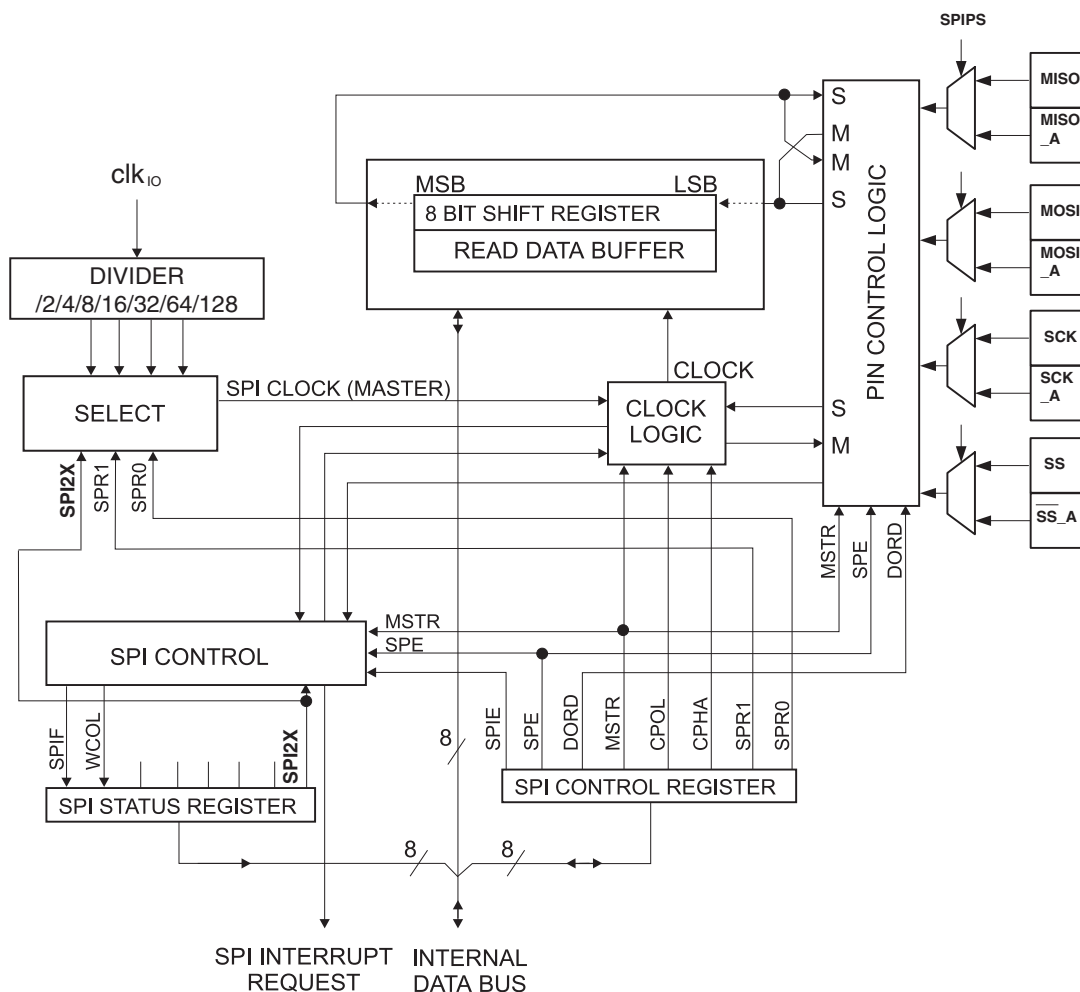 SPIPS
MISO
MISO
_A
MOSI
MOSI
_A
SCK
SCK
_A
SS
SS_A
PIN CONTROL LOGIC
S
M
M
S
S
M
clkIO
DIVIDER
/2/4/8/16/32/64/128
SELECT
SPI CLOCK (MASTER)
MSB
LSB
8 BIT SHIFT REGISTER
READ DATA BUFFER
CLOCK
CLOCK
LOGIC
SPI2X
SPR1
SPR0
MSTR
SPE
DORD
SPI CONTROL
MSTR
SPE
SPIF
WCOL
SPI2X
SPI STATUS REGISTER
8
SPIE
SPE
DORD
MSTR
CPOL
CPHA
SPR1
SPR0
SPI CONTROL REGISTER
8
8
SPI INTERRUPT
REQUEST
INTERNAL
DATA BUS